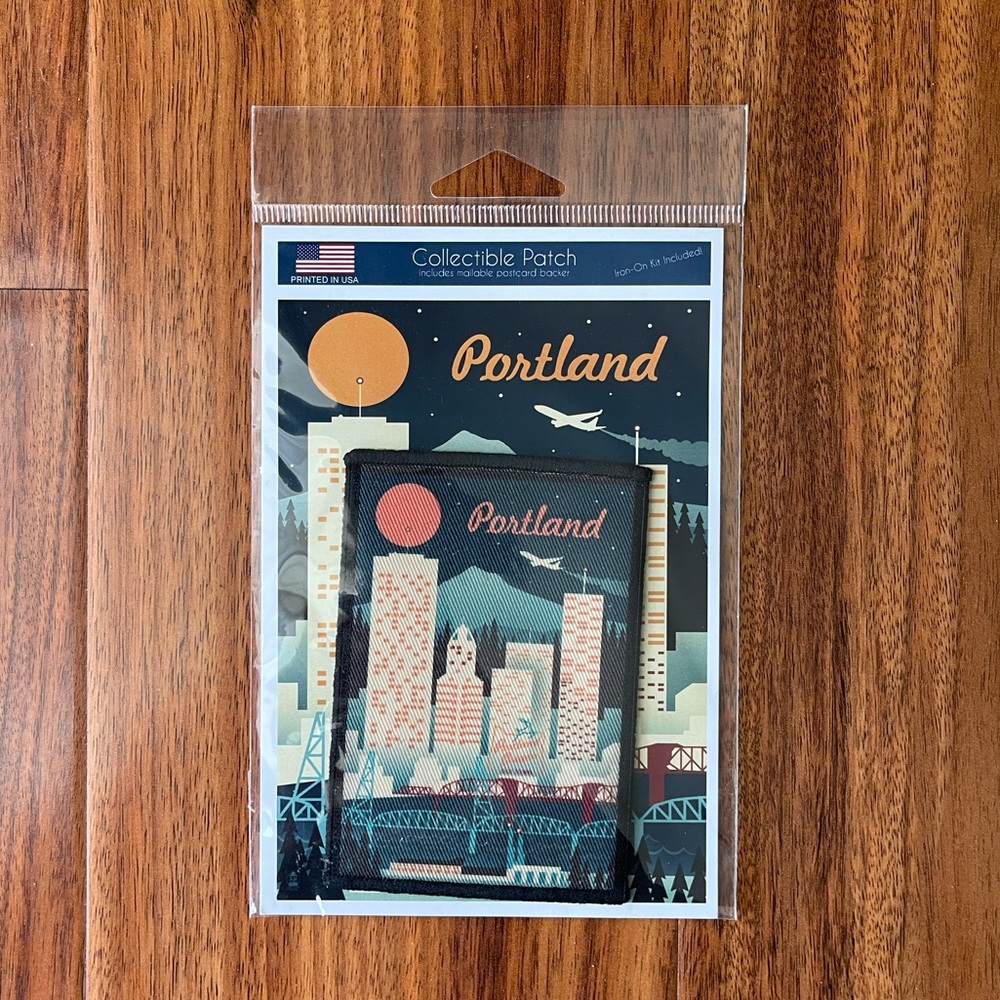 Collectible Patch
includes mailable postcard backer
Iron-On Kit Included!
PRINTED IN USA
Portland
Portland